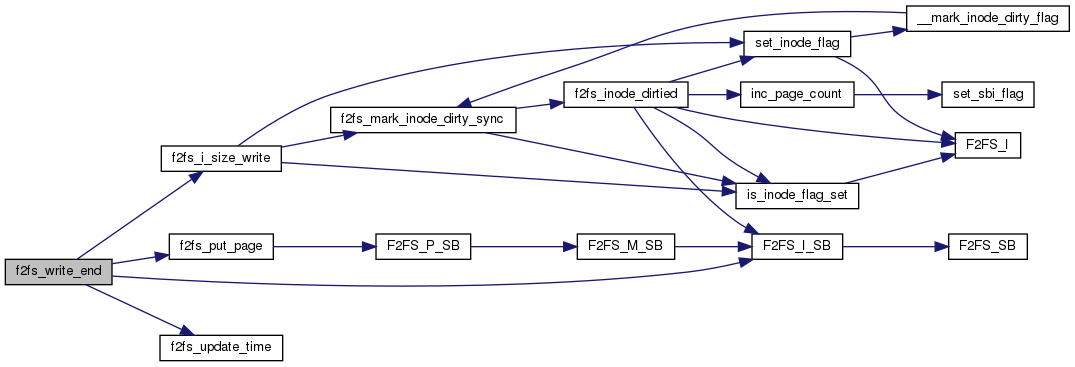 __mark_inode_dirty_flag
set_inode_flag
f2fs_inode_dirtied
inc_page_count
set_sbi_flag
f2fs_mark_inode_dirty_sync
F2FS_I
f2fs_i_size_write
is_inode_flag_set
f2fs_put_page
F2FS_P_SB
F2FS_M_SB
F2FS_I_SB
F2FS_SB
f2fs_write_end
f2fs_update_time